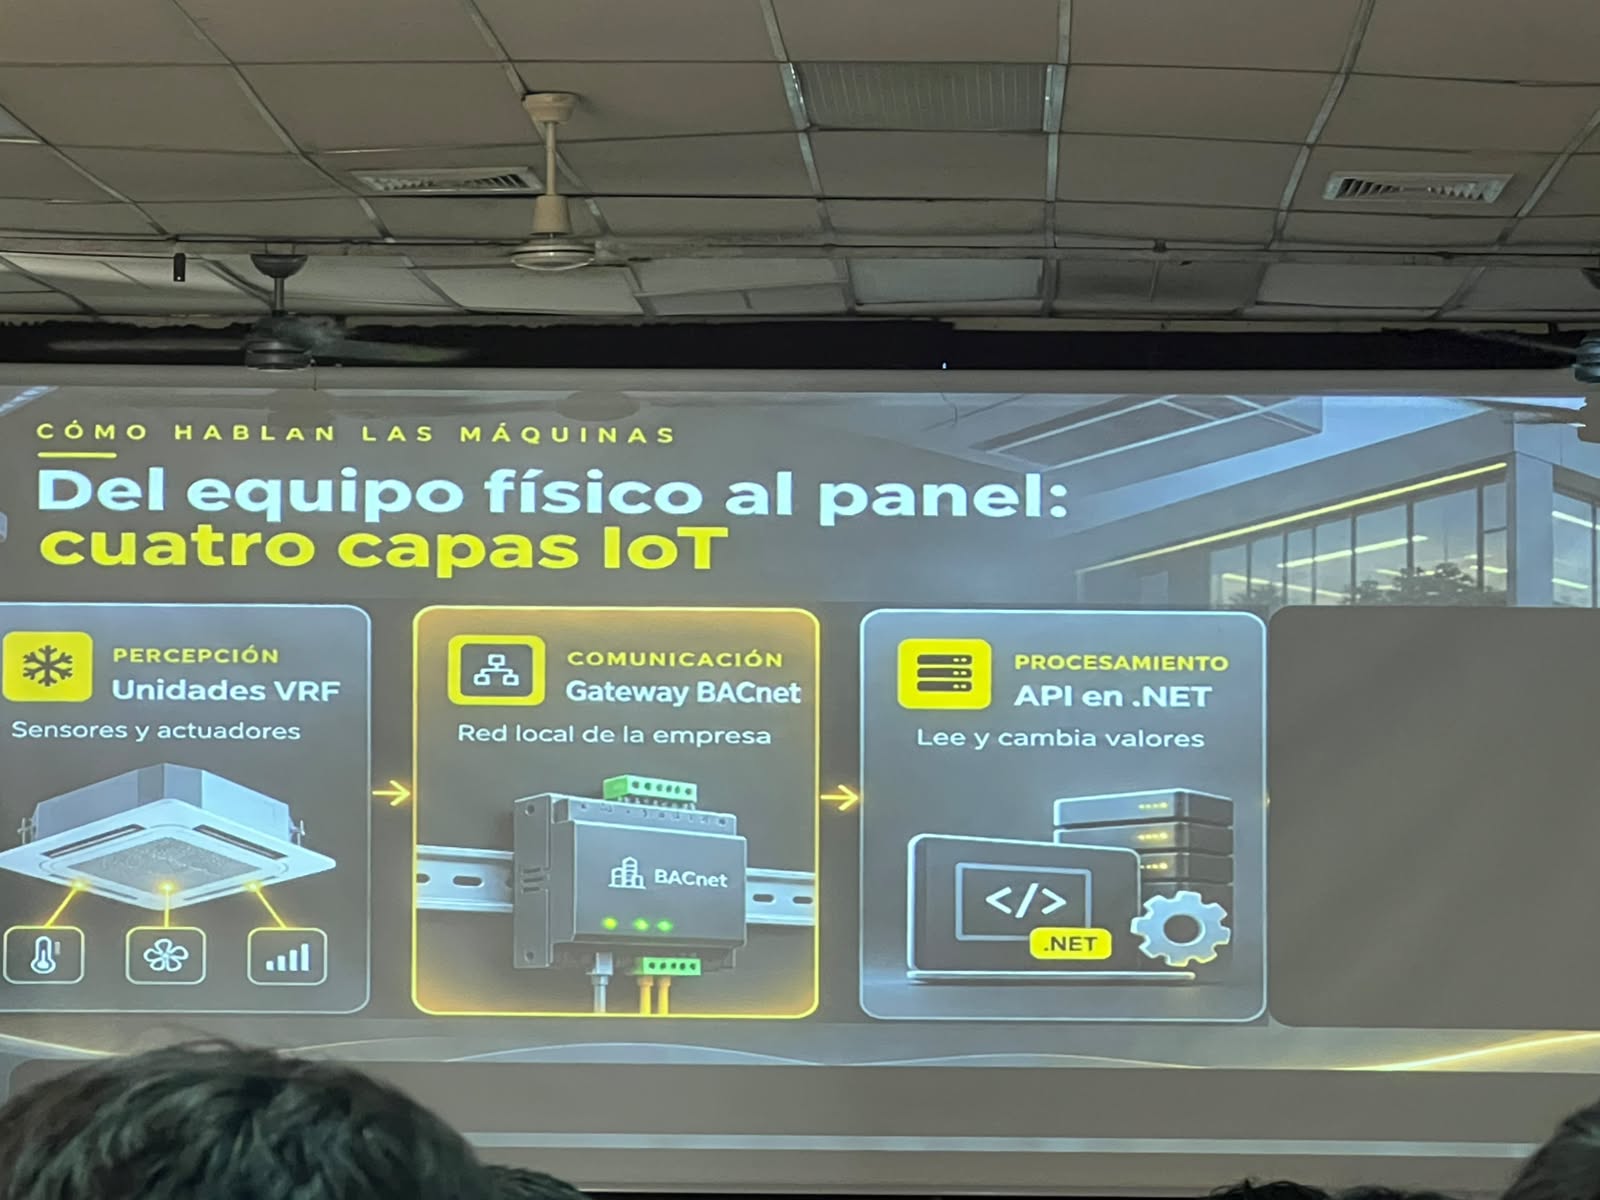 CÓMO HABLAN LAS MÁQUINAS
Del equipo físico al panel:
cuatro capas IoT
PERCEPCIÓN
Unidades VRF
Sensores y actuadores
COMUNICACIÓN
Gateway BACnet
Red local de la empresa
BACnet
PROCESAMIENTO
API en .NET
Lee y cambia valores
</>
.NET